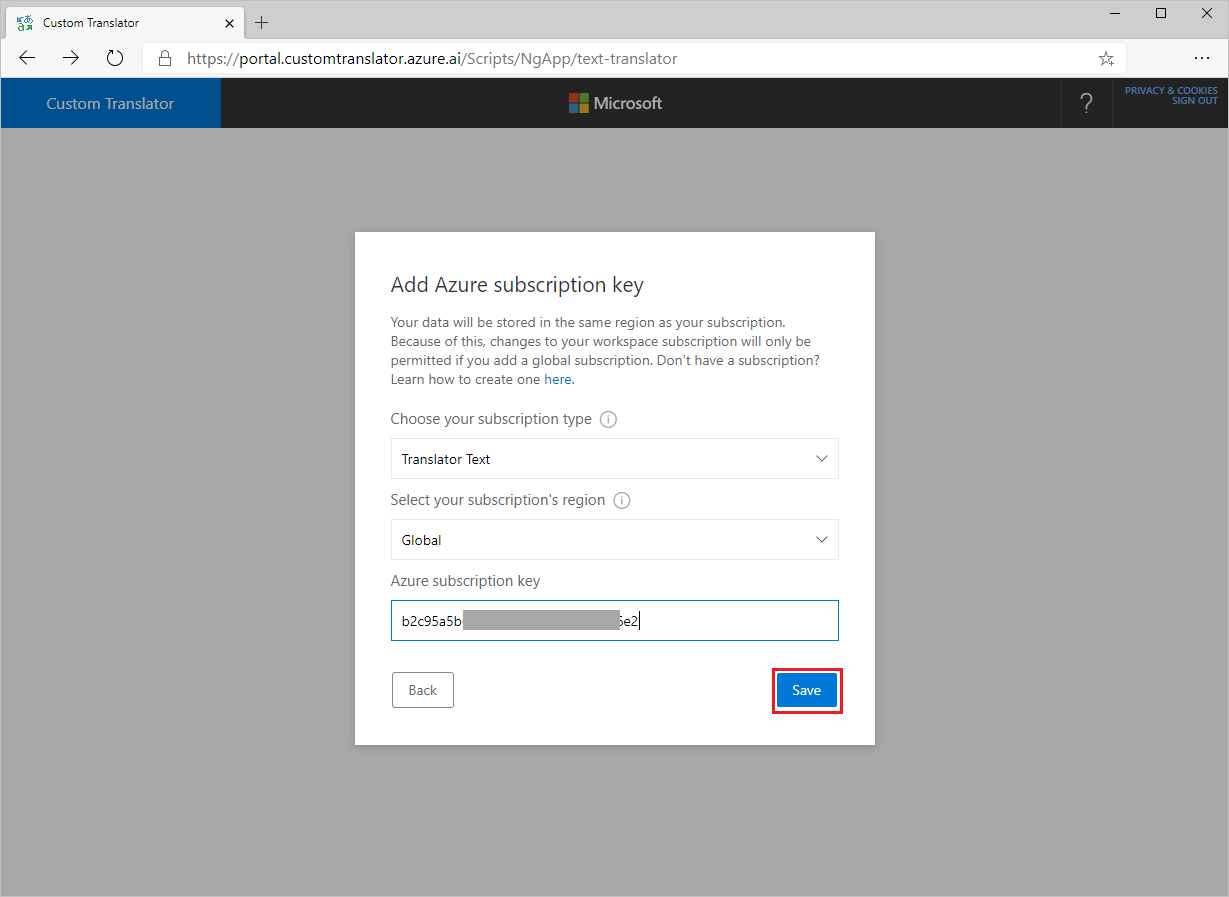 Custom Translator
https://portal.customtranslator.azure.ai/Scripts/NgApp/text-translator
Custom Translator
Microsoft
?
PRIVACY & COOKIES
SIGN OUT
Add Azure subscription key
Your data will be stored in the same region as your subscription.
Because of this, changes to your workspace subscription will only be
permitted if you add a global subscription. Don't have a subscription?
Learn how to create one here.
Choose your subscription type
Translator Text
Select your subscription's region
Global
Azure subscription key
b2c95a5b
e2
Back
Save